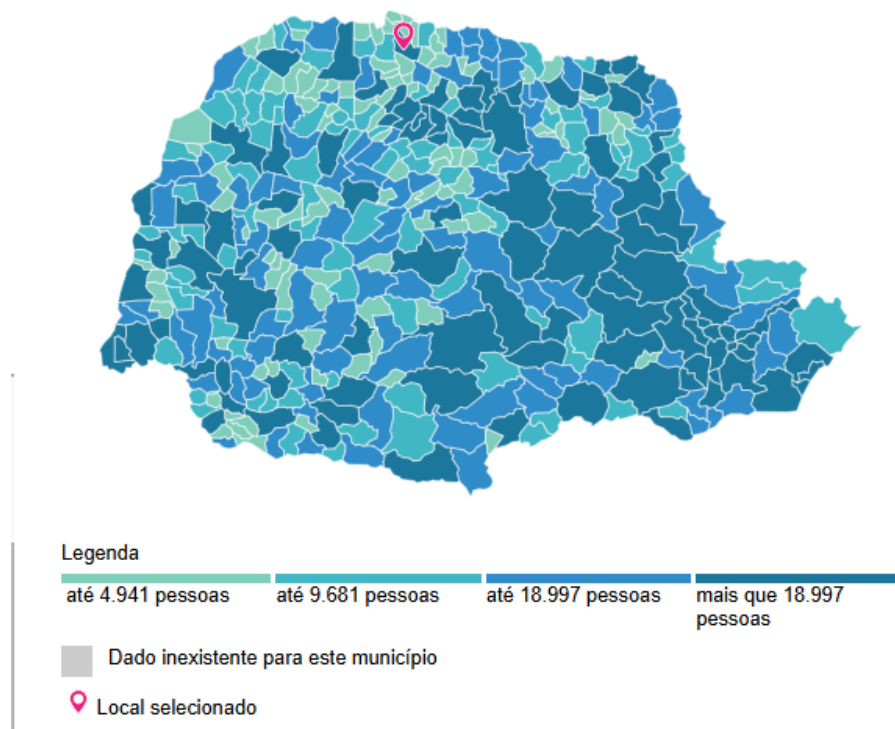 Legenda
até 4.941 pessoas
até 9.681 pessoas
até 18.997 pessoas
mais que 18.997
pessoas
Dado inexistente para este município
Local selecionado